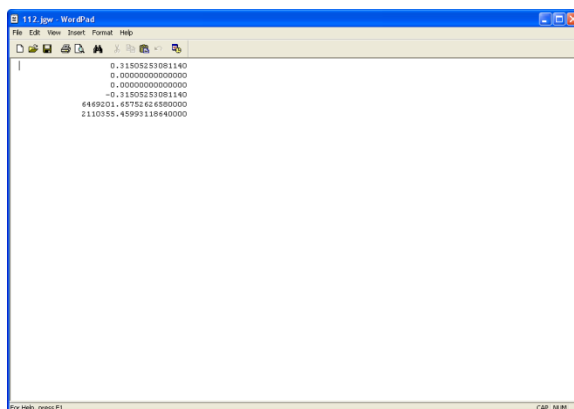 112.jgw - WordPad
File Edit View Insert Format Help
0.31505253081140
0.00000000000000
0.00000000000000
-0.31505253081140
6469201.65752626580000
2110355.45993118640000
For Help, press F1
CAP NUM